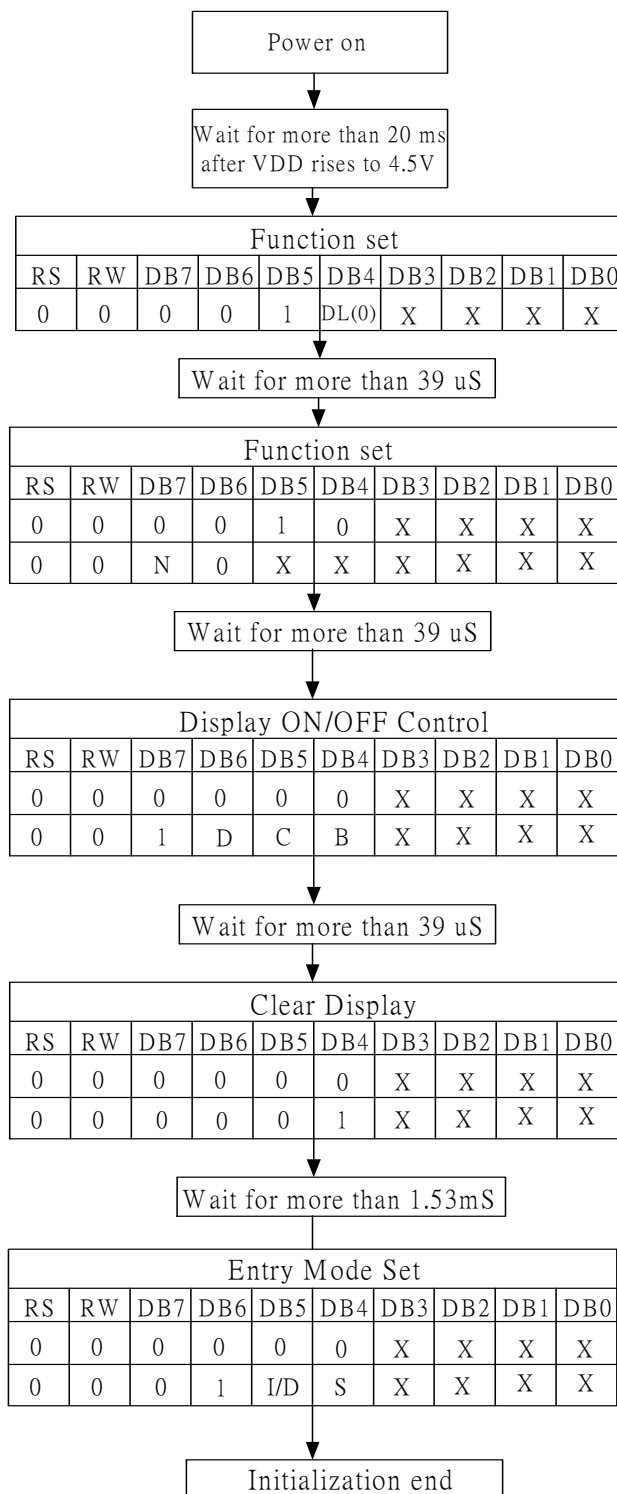 Power on
Wait for more than 20 ms
after VDD rises to 4.5V
Function set
RS RW DB7 DB6 DB5 DB4 DB3 DB2 DB1 DB0
0 0 0 0 1 DL(0) X X X X
Wait for more than 39 uS
Function set
RS RW DB7 DB6 DB5 DB4 DB3 DB2 DB1 DB0
0 0 0 0 1 0 X X X X
0 0 N 0 X X X X X X
Wait for more than 39 uS
Display ON/OFF Control
RS RW DB7 DB6 DB5 DB4 DB3 DB2 DB1 DB0
0 0 0 0 0 0 X X X X
0 0 1 D C B X X X X
Wait for more than 39 uS
Clear Display
RS RW DB7 DB6 DB5 DB4 DB3 DB2 DB1 DB0
0 0 0 0 0 0 X X X X
0 0 0 0 0 1 X X X X
Wait for more than 1.53mS
Entry Mode Set
RS RW DB7 DB6 DB5 DB4 DB3 DB2 DB1 DB0
0 0 0 0 0 0 X X X X
0 0 0 1 I/D S X X X X
Initialization end